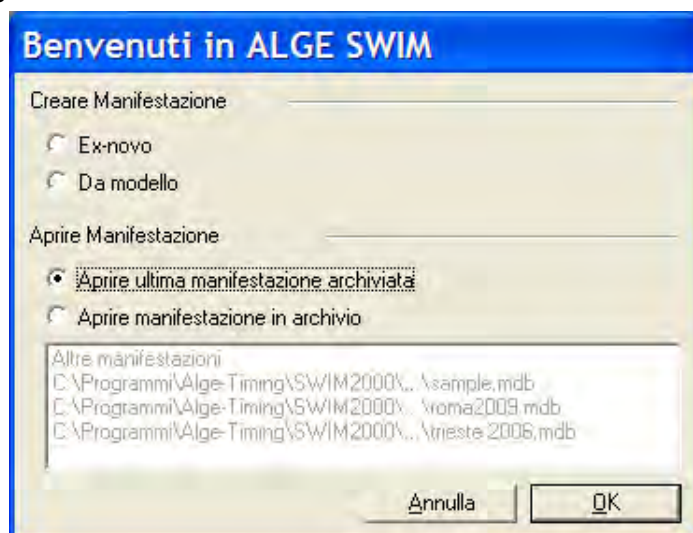 Benvenuti in ALGE SWIM
Creare Manifestazione
Ex-novo
Da modello
Aprire Manifestazione
Aprire ultima manifestazione archiviata
Aprire manifestazione in archivio
Altre manifestazioni
C:\Programmi\Alge-Timing\SWIM2000\...\sample.mdb
C:\Programmi\Alge-Timing\SWIM2000\...\roma2009.mdb
C:\Programmi\Alge-Timing\SWIM2000\...\trieste 2006.mdb
Annulla OK